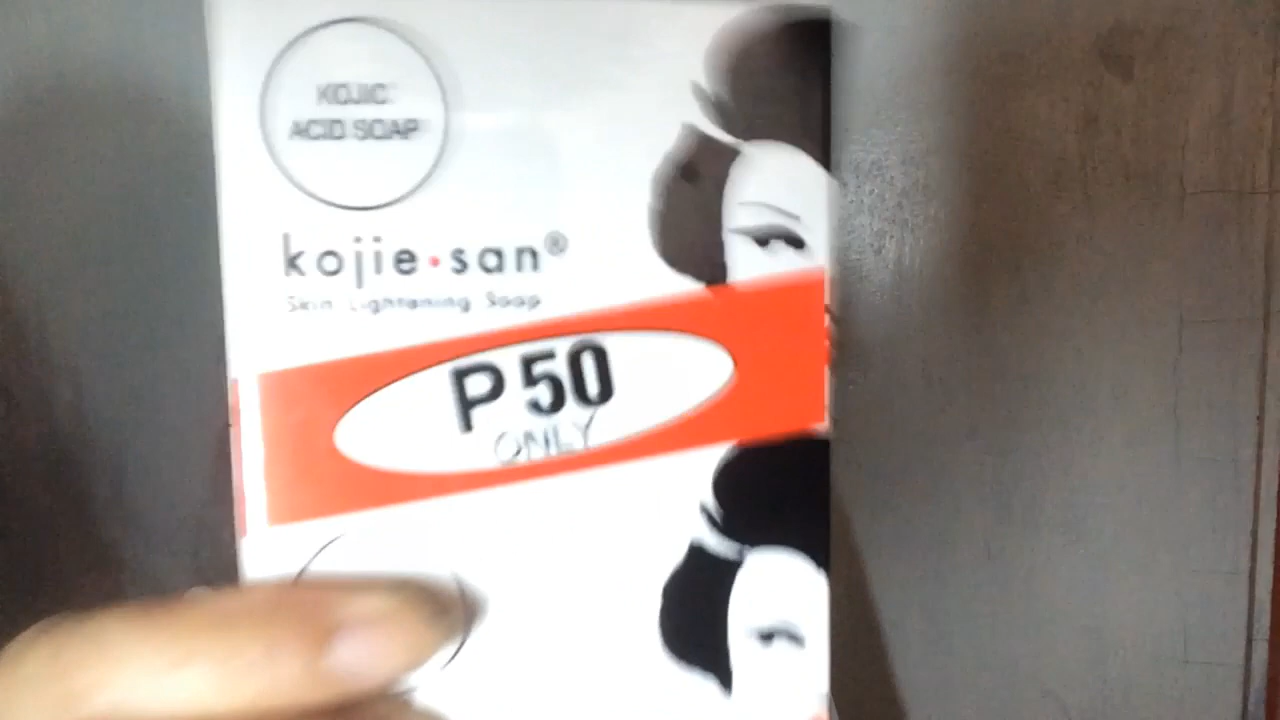 KOJIC
ACID SOAP
kojie•san®
Skin Lightening Soap
P50
ONLY